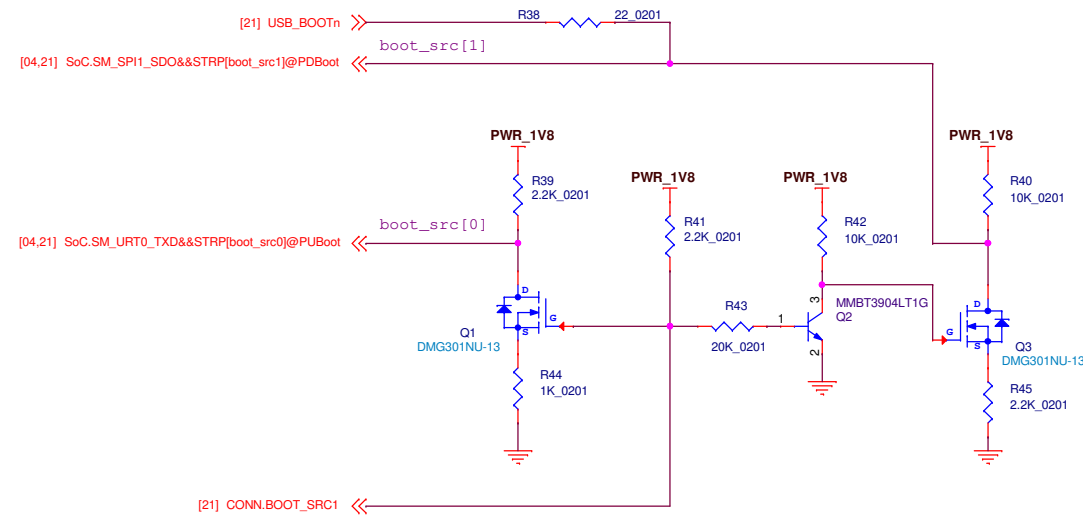 R38
22_0201
[21] USB_BOOTn
boot_src[1]
[04,21] SoC.SM_SPI1_SDO&&STRP[boot_src1]@PDBoot
PWR_1V8
PWR_1V8
R39
2.2K_0201
PWR_1V8
PWR_1V8
R40
10K_0201
boot_src[0]
[04,21] SoC.SM_URT0_TXD&&STRP[boot_src0]@PUBoot
R41
2.2K_0201
R42
10K_0201
D
G
S
Q1
DMG301NU-13
R43
20K_0201
1
3
2
MMBT3904LT1G
Q2
D
G
S
Q3
DMG301NU-13
R44
1K_0201
R45
2.2K_0201
[21] CONN.BOOT_SRC1